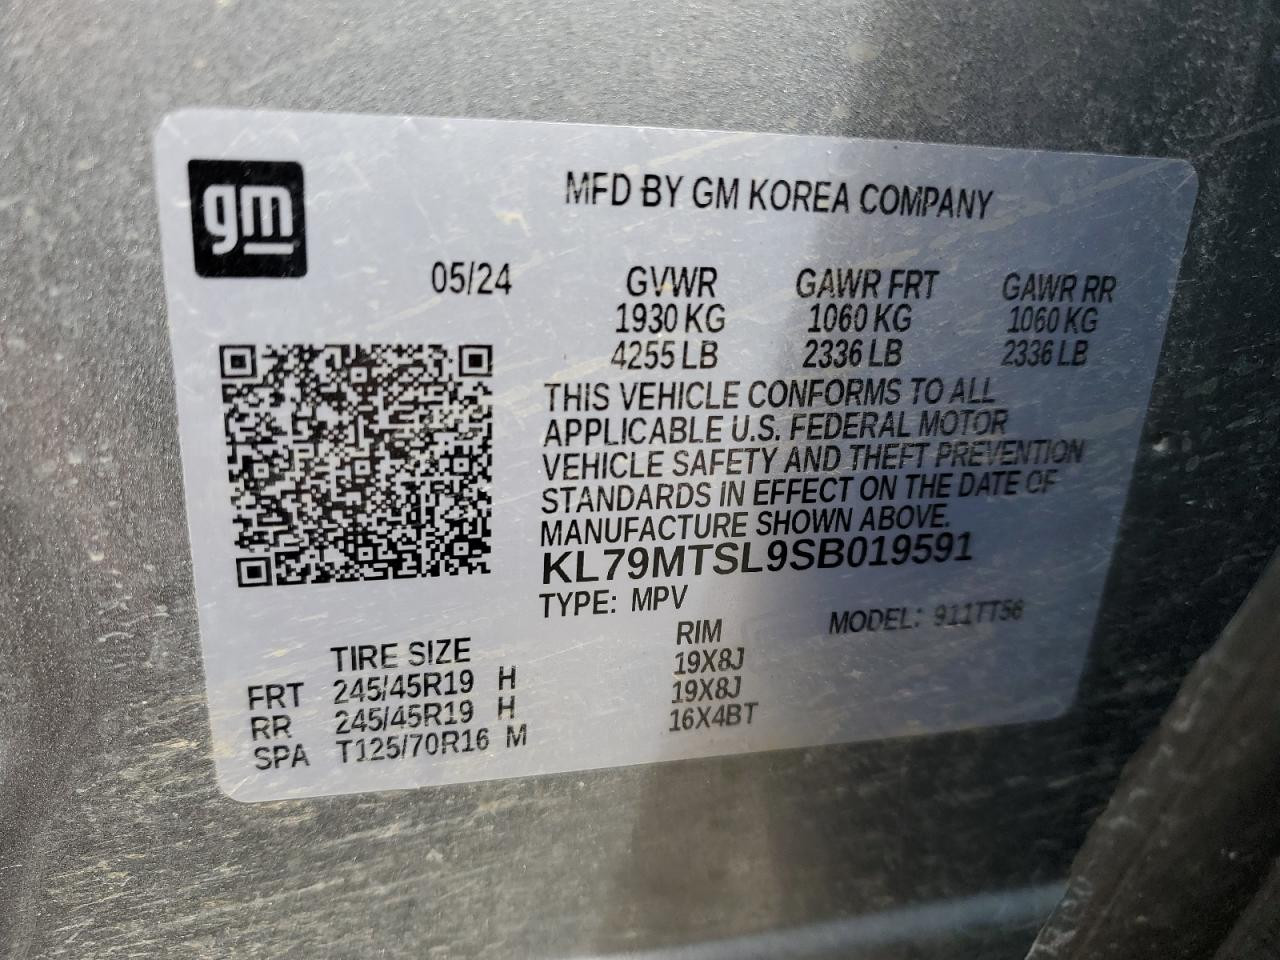 gm
MFD BY GM KOREA COMPANY
05/24 GVWR GAWR FRT GAWR RR
1930 KG 1060 KG 1060 KG
4255 LB 2336 LB 2336 LB
THIS VEHICLE CONFORMS TO ALL
APPLICABLE U.S. FEDERAL MOTOR
VEHICLE SAFETY AND THEFT PREVENTION
STANDARDS IN EFFECT ON THE DATE OF
MANUFACTURE SHOWN ABOVE.
KL79MTSL9SB019591
TYPE: MPV MODEL: 911TT56
TIRE SIZE RIM
FRT 245/45R19 H 19X8J
RR 245/45R19 H 19X8J
SPA T125/70R16 M 16X4BT